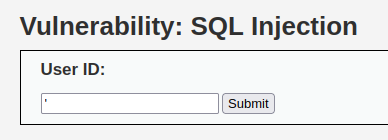 Vulnerability: SQL Injection
User ID:
' Submit